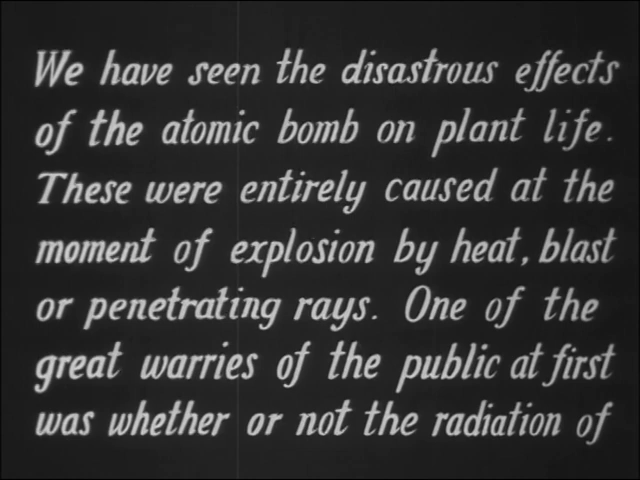 We have seen the disastrous effects
of the atomic bomb on plant life.
These were entirely caused at the
moment of explosion by heat, blast
or penetrating rays. One of the
great warries of the public at first
was whether or not the radiation of